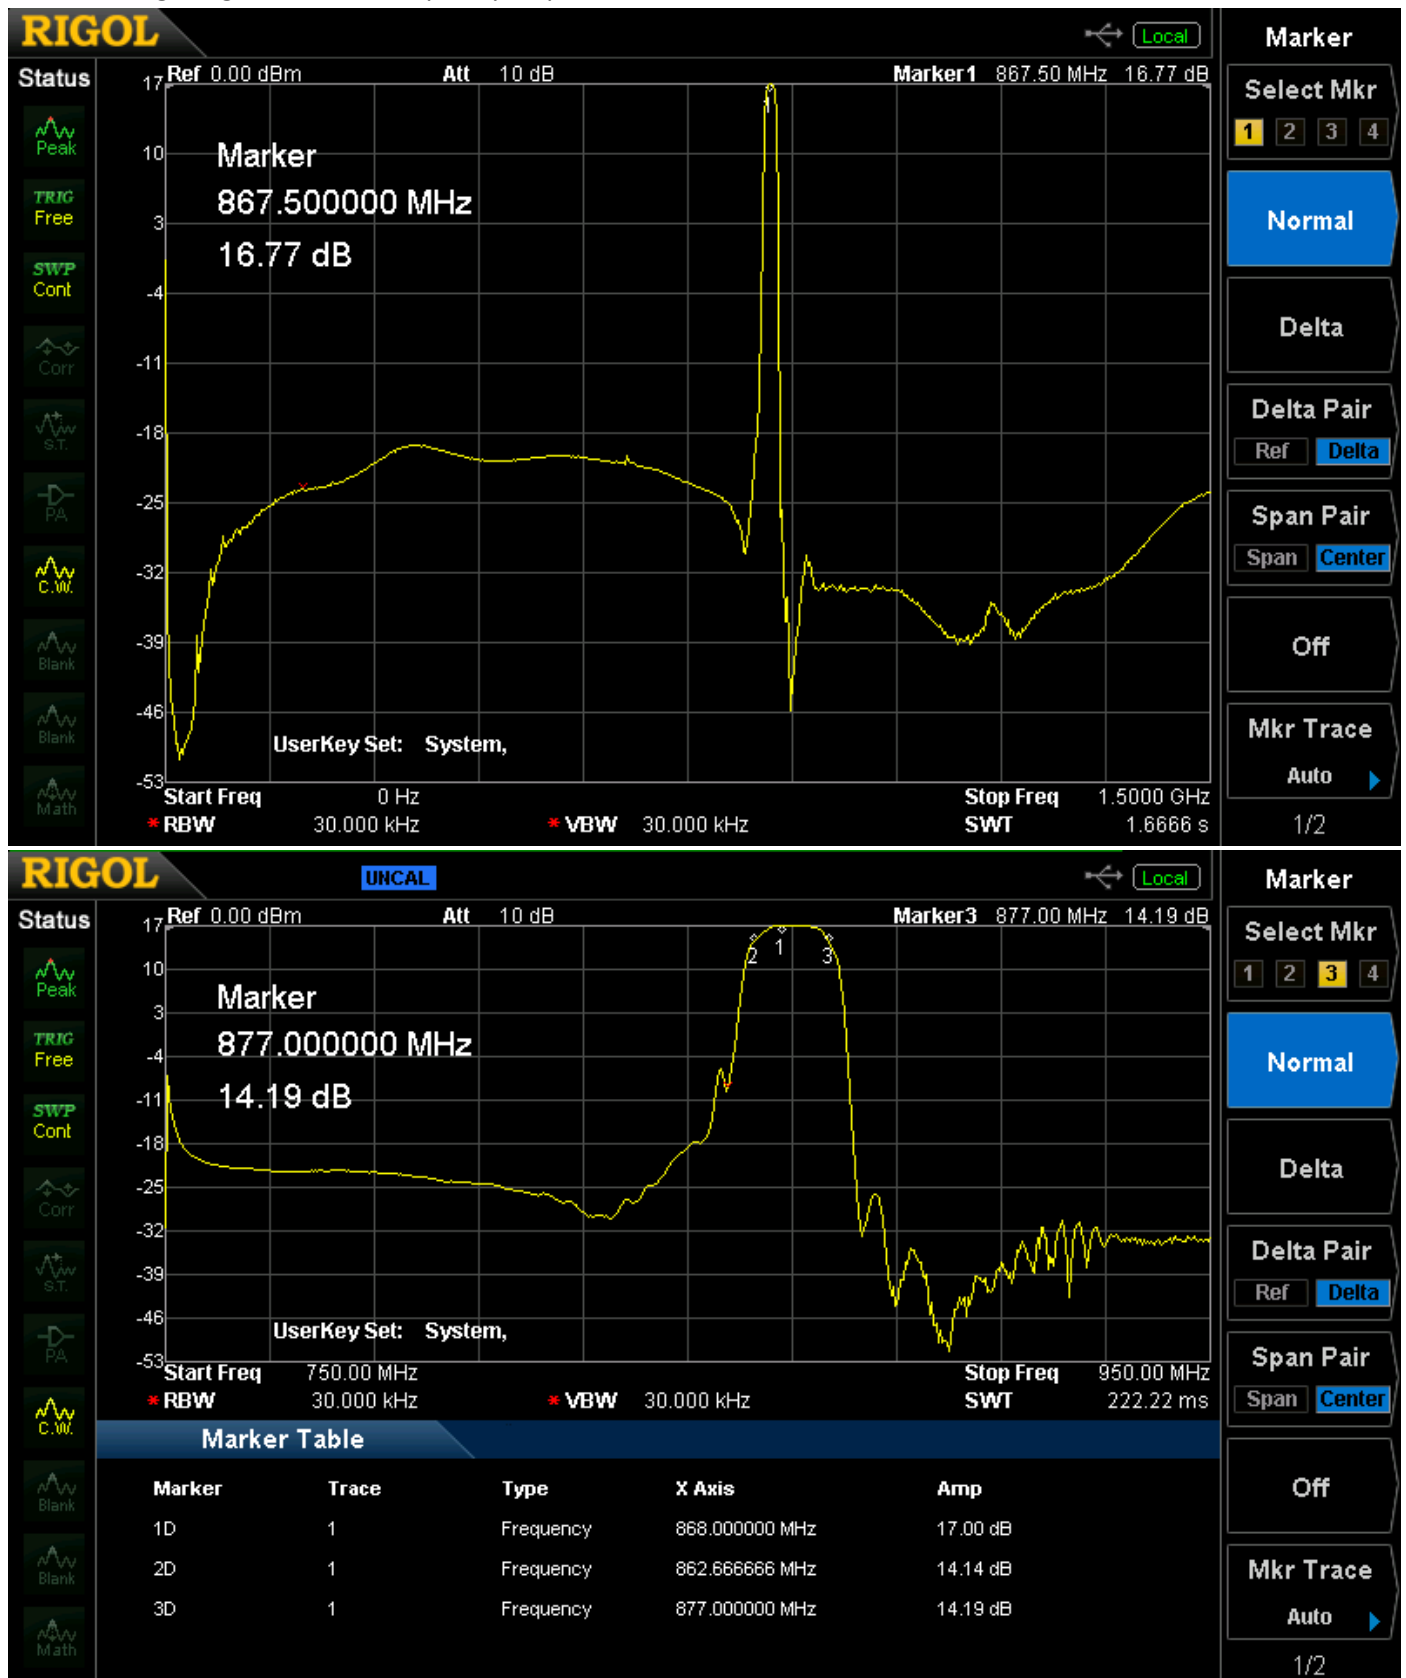 RIGOL
Local
Marker
Status
Ref 0.00 dBm Att 10 dB Marker1 867.50 MHz 16.77 dB
Select Mkr
1 2 3 4
Peak
TRIG
Free
SWP
Cont
Corr
S.T.
PA
C.W.
Blank
Blank
Math
17
10
3
-4
-11
-18
-25
-32
-39
-46
-53
Marker
867.500000 MHz
16.77 dB
1
UserKey Set: System,
Start Freq 0 Hz Stop Freq 1.5000 GHz
* RBW 30.000 kHz * VBW 30.000 kHz SWT 1.6666 s
Normal
Delta
Delta Pair
Ref Delta
Span Pair
Span Center
Off
Mkr Trace
Auto
1/2
RIGOL
UNCAL
Local
Marker
Status
Ref 0.00 dBm Att 10 dB Marker3 877.00 MHz 14.19 dB
Select Mkr
1 2 3 4
Peak
TRIG
Free
SWP
Cont
Corr
S.T.
PA
C.W.
Blank
Blank
Math
17
10
3
-4
-11
-18
-25
-32
-39
-46
-53
Marker
877.000000 MHz
14.19 dB
2 1 3
UserKey Set: System,
Start Freq 750.00 MHz Stop Freq 950.00 MHz
* RBW 30.000 kHz * VBW 30.000 kHz SWT 222.22 ms
Normal
Delta
Delta Pair
Ref Delta
Span Pair
Span Center
Off
Mkr Trace
Auto
1/2
Marker Table
Marker Trace Type X Axis Amp
1D 1 Frequency 868.000000 MHz 17.00 dB
2D 1 Frequency 862.666666 MHz 14.14 dB
3D 1 Frequency 877.000000 MHz 14.19 dB